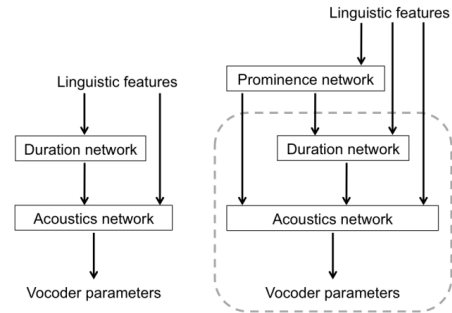 Linguistic features
Duration network
Acoustics network
Vocoder parameters
Linguistic features
Prominence network
Duration network
Acoustics network
Vocoder parameters